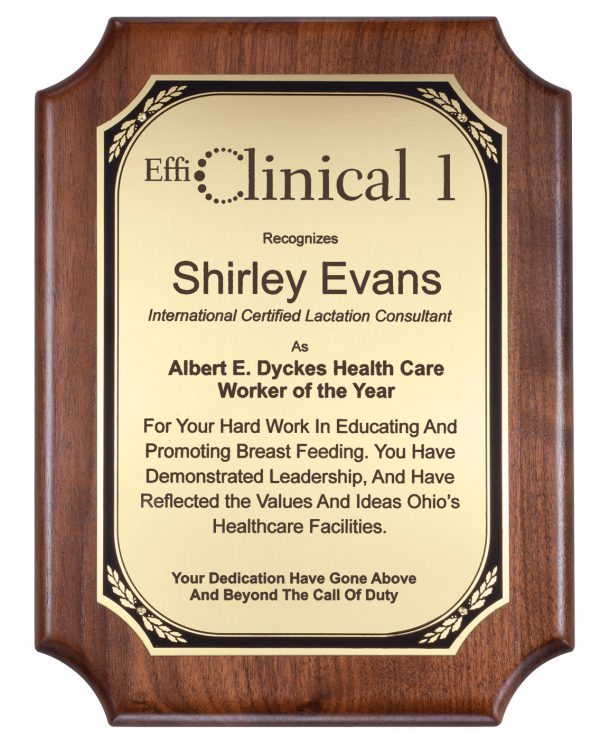 Effi Clinical 1
Recognizes
Shirley Evans
International Certified Lactation Consultant
As
Albert E. Dyckes Health Care
Worker of the Year
For Your Hard Work In Educating And
Promoting Breast Feeding. You Have
Demonstrated Leadership, And Have
Reflected the Values And Ideas Ohio's
Healthcare Facilities.
Your Dedication Have Gone Above
And Beyond The Call Of Duty